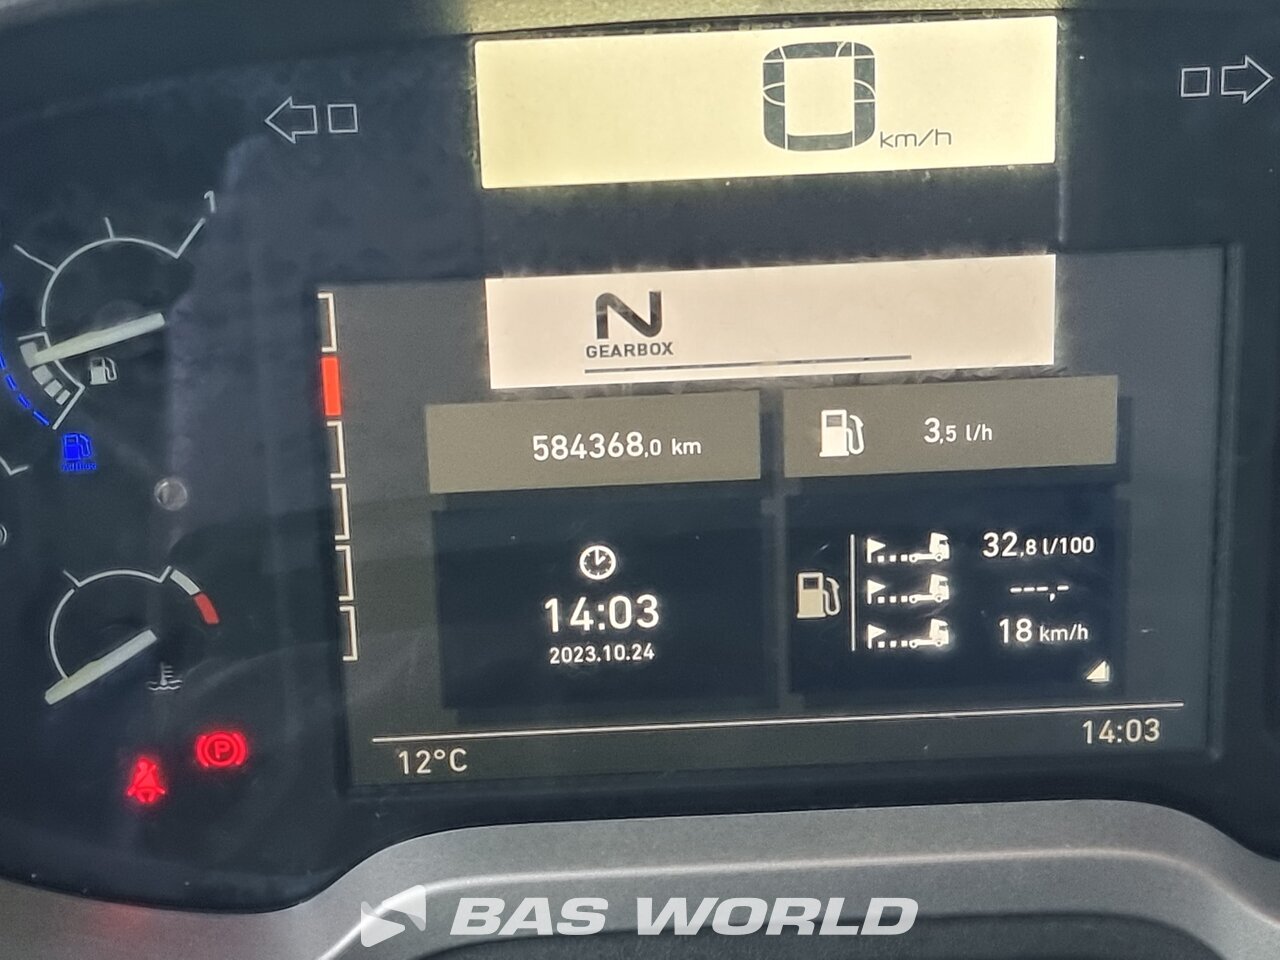 0 km/h
1
N
GEARBOX
584368,0 km
3,5 l/h
14:03
2023.10.24
32,8 l/100
---,-
18 km/h
P
12°C
14:03
BAS WORLD